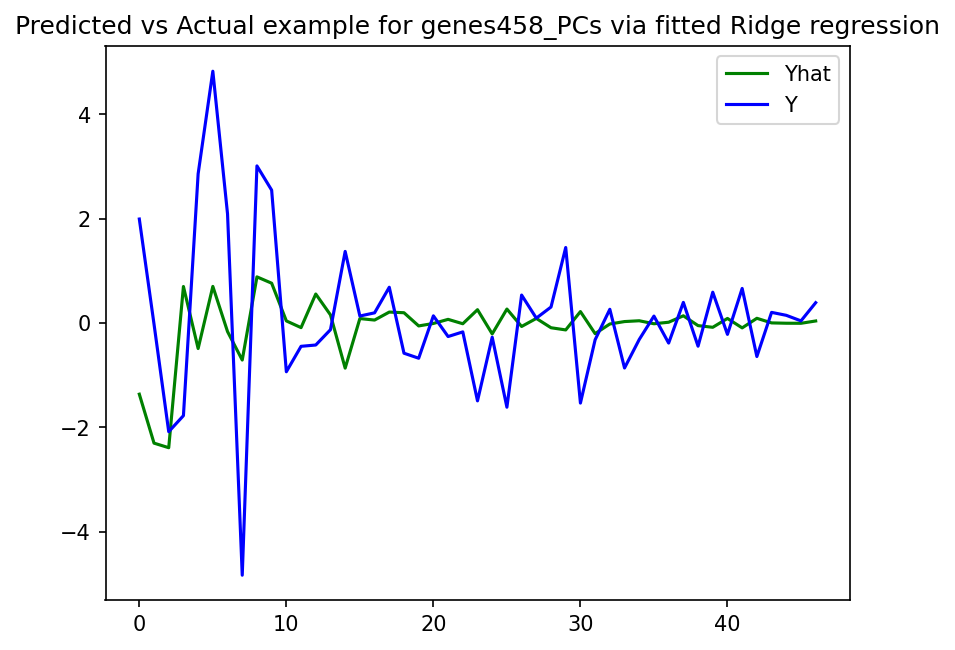 Predicted vs Actual example for genes458_PCs via fitted Ridge regression
Yhat
Y
4
2
0
−2
−4
0 10 20 30 40